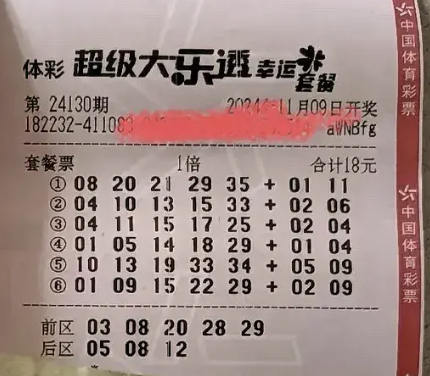 体彩 超级大乐透 幸运套餐
第 24130期 2024年11月09日开奖
182232-41108 aWNBfg
套餐票 1倍 合计18元
① 08 20 21 29 35 + 01 11
② 04 10 13 15 33 + 02 06
③ 04 11 15 17 25 + 02 04
④ 01 05 14 18 29 + 01 04
⑤ 10 13 19 33 34 + 05 09
⑥ 01 09 15 22 29 + 02 09
前区 03 08 20 28 29
后区 05 08 12
中国体育彩票
中国体育彩票